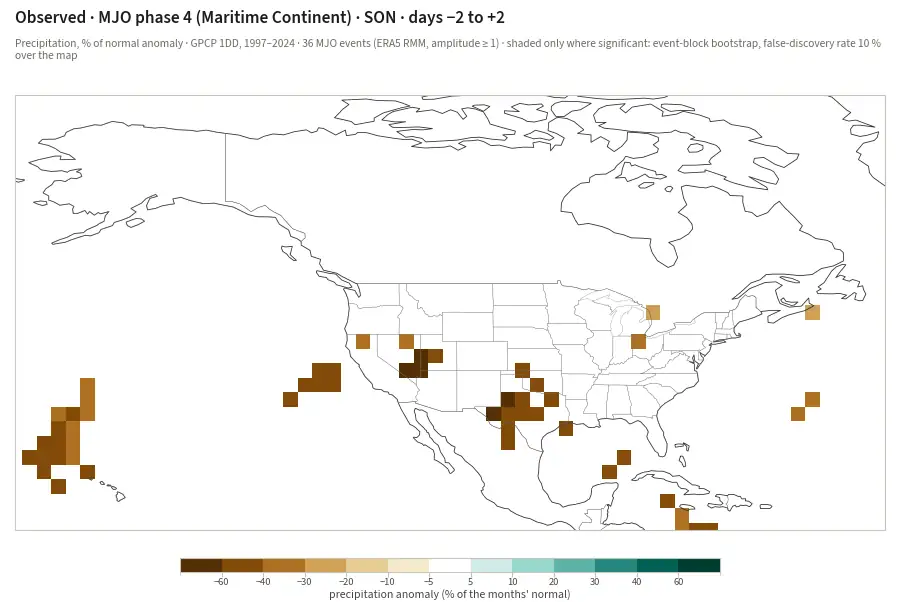 Observed · MJO phase 4 (Maritime Continent) · SON · days −2 to +2
Precipitation, % of normal anomaly · GPCP 1DD, 1997–2024 · 36 MJO events (ERA5 RMM, amplitude ≥ 1) · shaded only where significant: event-block bootstrap, false-discovery rate 10 %
over the map
−60 −40 −30 −20 −10 −5 5 10 20 30 40 60
precipitation anomaly (% of the months' normal)